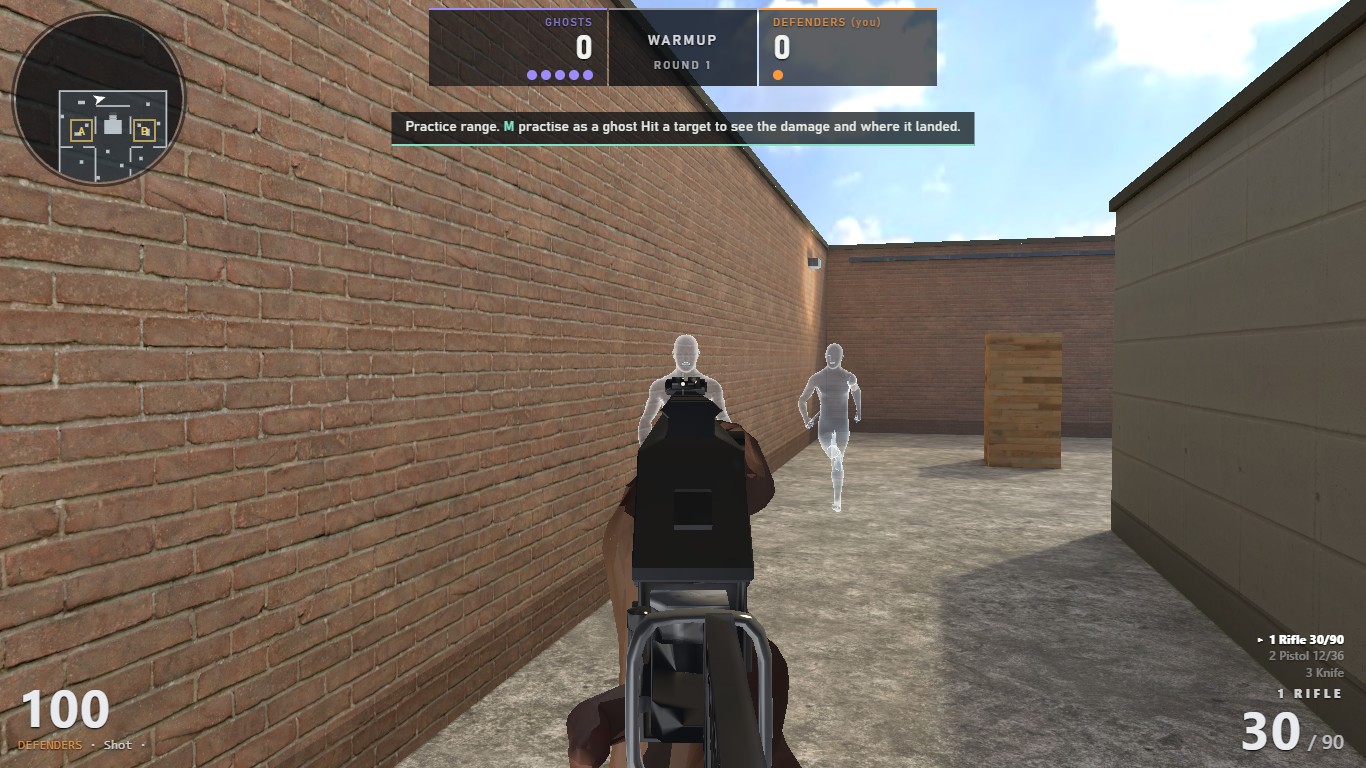 GHOSTS
0
WARMUP
ROUND 1
DEFENDERS (you)
0
Practice range. M practise as a ghost Hit a target to see the damage and where it landed.
A
B
1 Rifle 30/90
2 Pistol 12/36
3 Knife
1 RIFLE
30 / 90
100
DEFENDERS · Shot ·